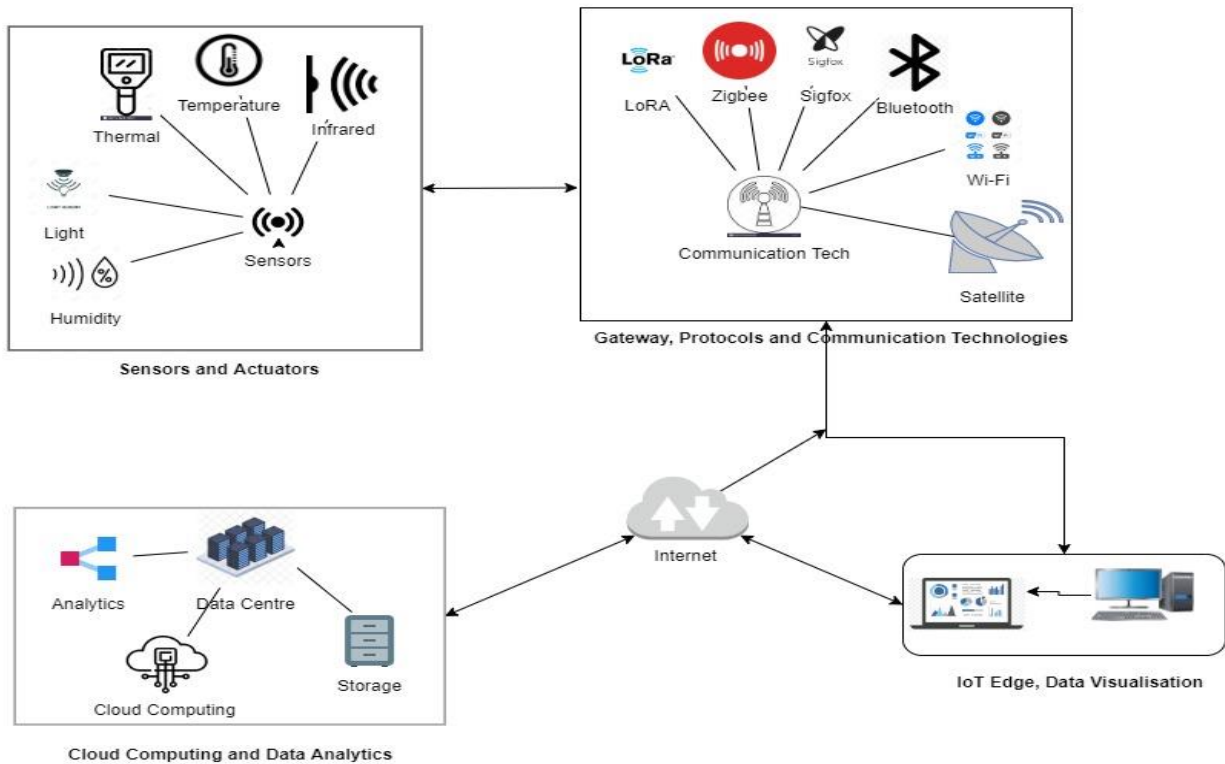 Temperature
Thermal
Infrared
Light
Sensors
Humidity
Sensors and Actuators
LoRa
LoRA
Zigbee
Sigfox
Sigfox
Bluetooth
Wi-Fi
Communication Tech
Satellite
Gateway, Protocols and Communication Technologies
Internet
Analytics
Data Centre
Storage
Cloud Computing
Cloud Computing and Data Analytics
IoT Edge, Data Visualisation
%